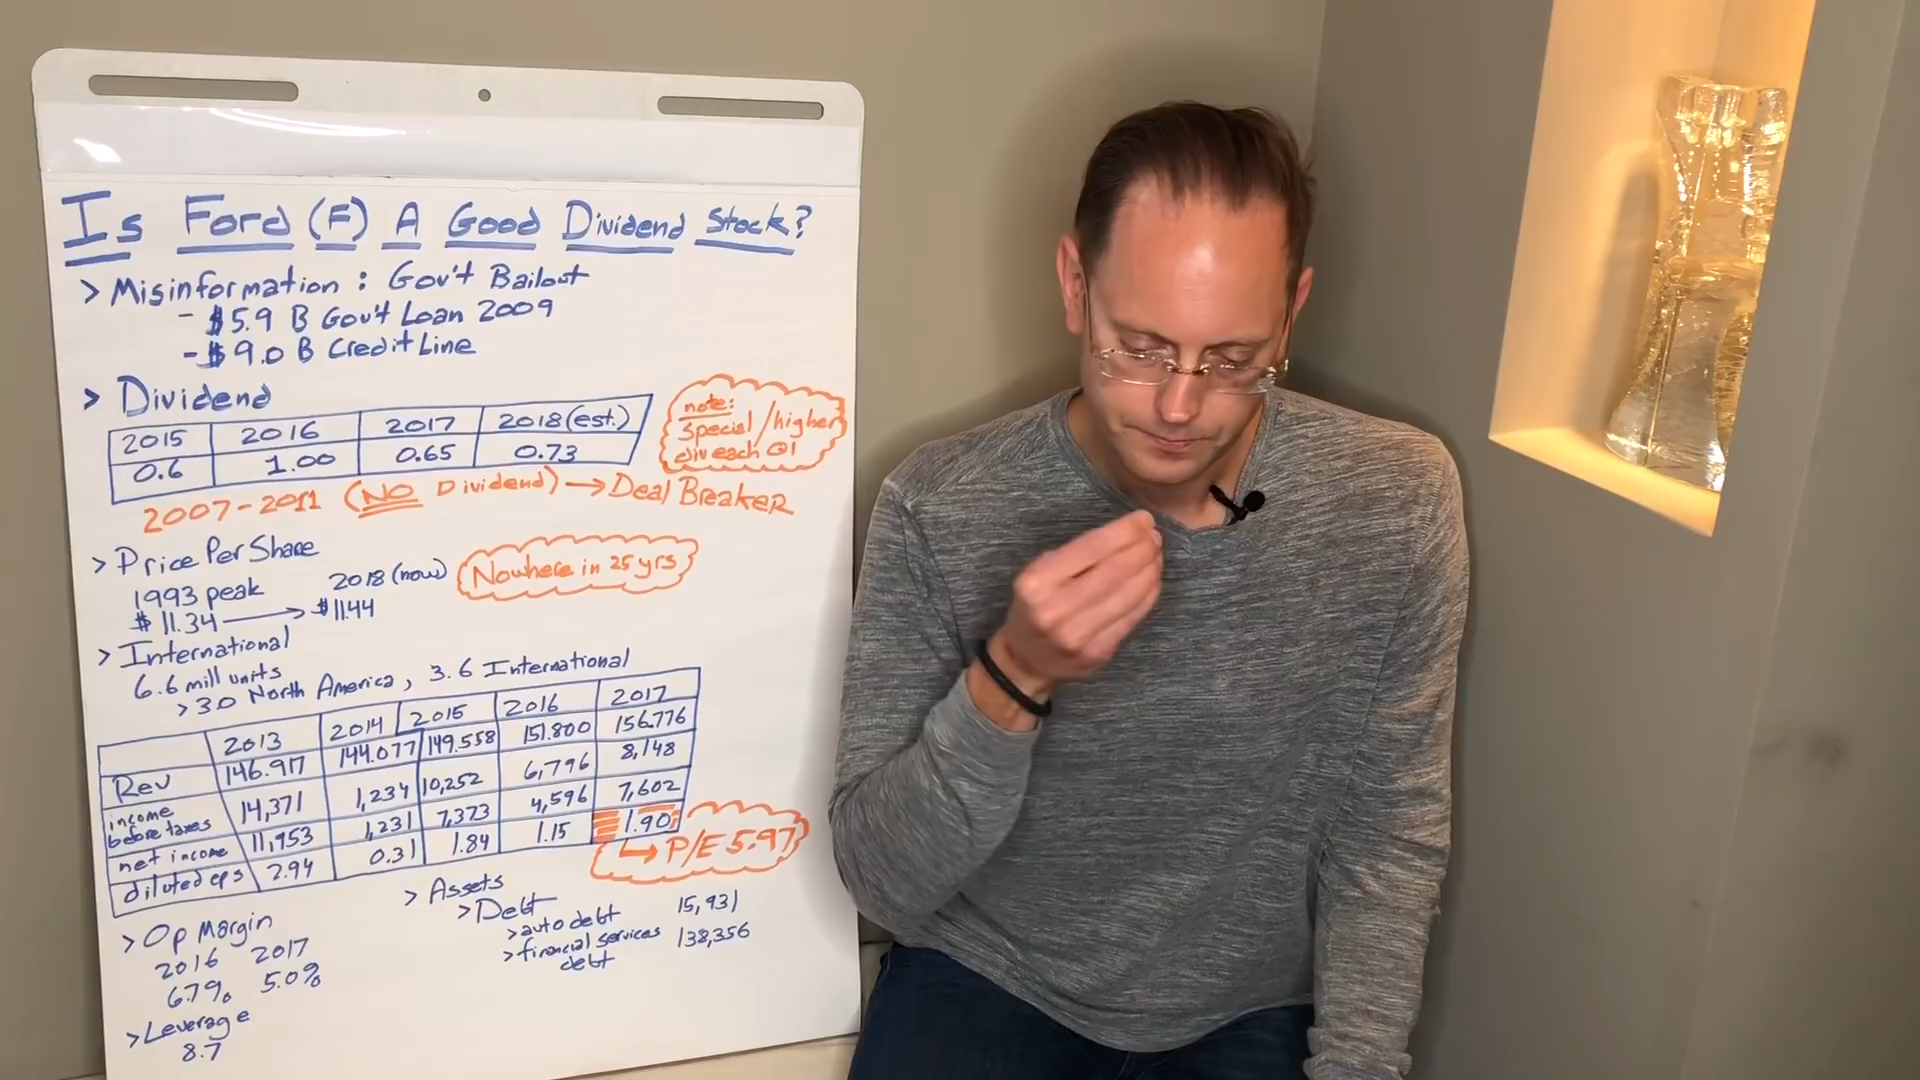 Is Ford (F) A Good Dividend Stock?
> Misinformation : Gov't Bailout
- $5.9 B Gov't Loan 2009
- $9.0 B Credit Line
> Dividend
2015 2016 2017 2018 (est.)
0.6 1.00 0.65 0.73
note:
special / higher
div each Q1
2007-2011 (NO Dividend) → Deal Breaker
> Price Per Share
1993 peak 2018 (now)
$11.34 → $11.44
Nowhere in 25 yrs
> International
6.6 mill units
> 3.0 North America, 3.6 International
2013 2014 2015 2016 2017
Rev 146.917 144.077 149.558 151.800 156.776
income before taxes 14,371 1,234 10,252 6,796 8,148
net income 11,953 1,231 7,373 4,596 7,602
diluted eps 2.94 0.31 1.84 1.15 1.90
→ P/E 5.97
> Op Margin
2016 2017
6.7% 5.0%
> Leverage
8.7
> Assets
> Debt
> auto debt 15,931
> financial services 138,356
debt